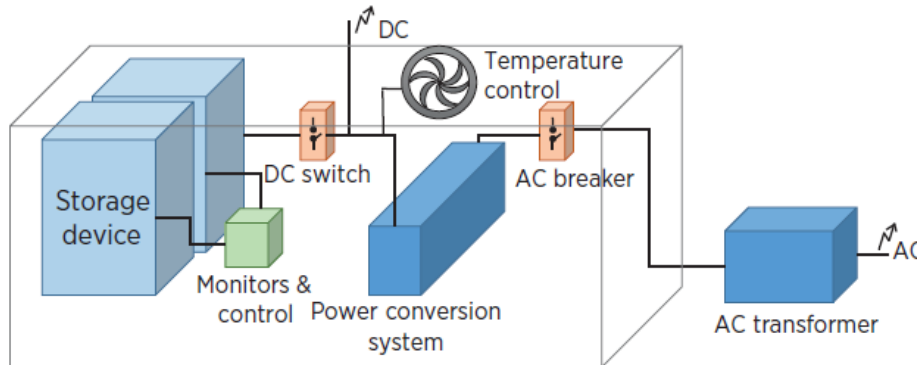 DC
Temperature
control
DC switch
AC breaker
Storage
device
Monitors &
control
Power conversion
system
AC
AC transformer